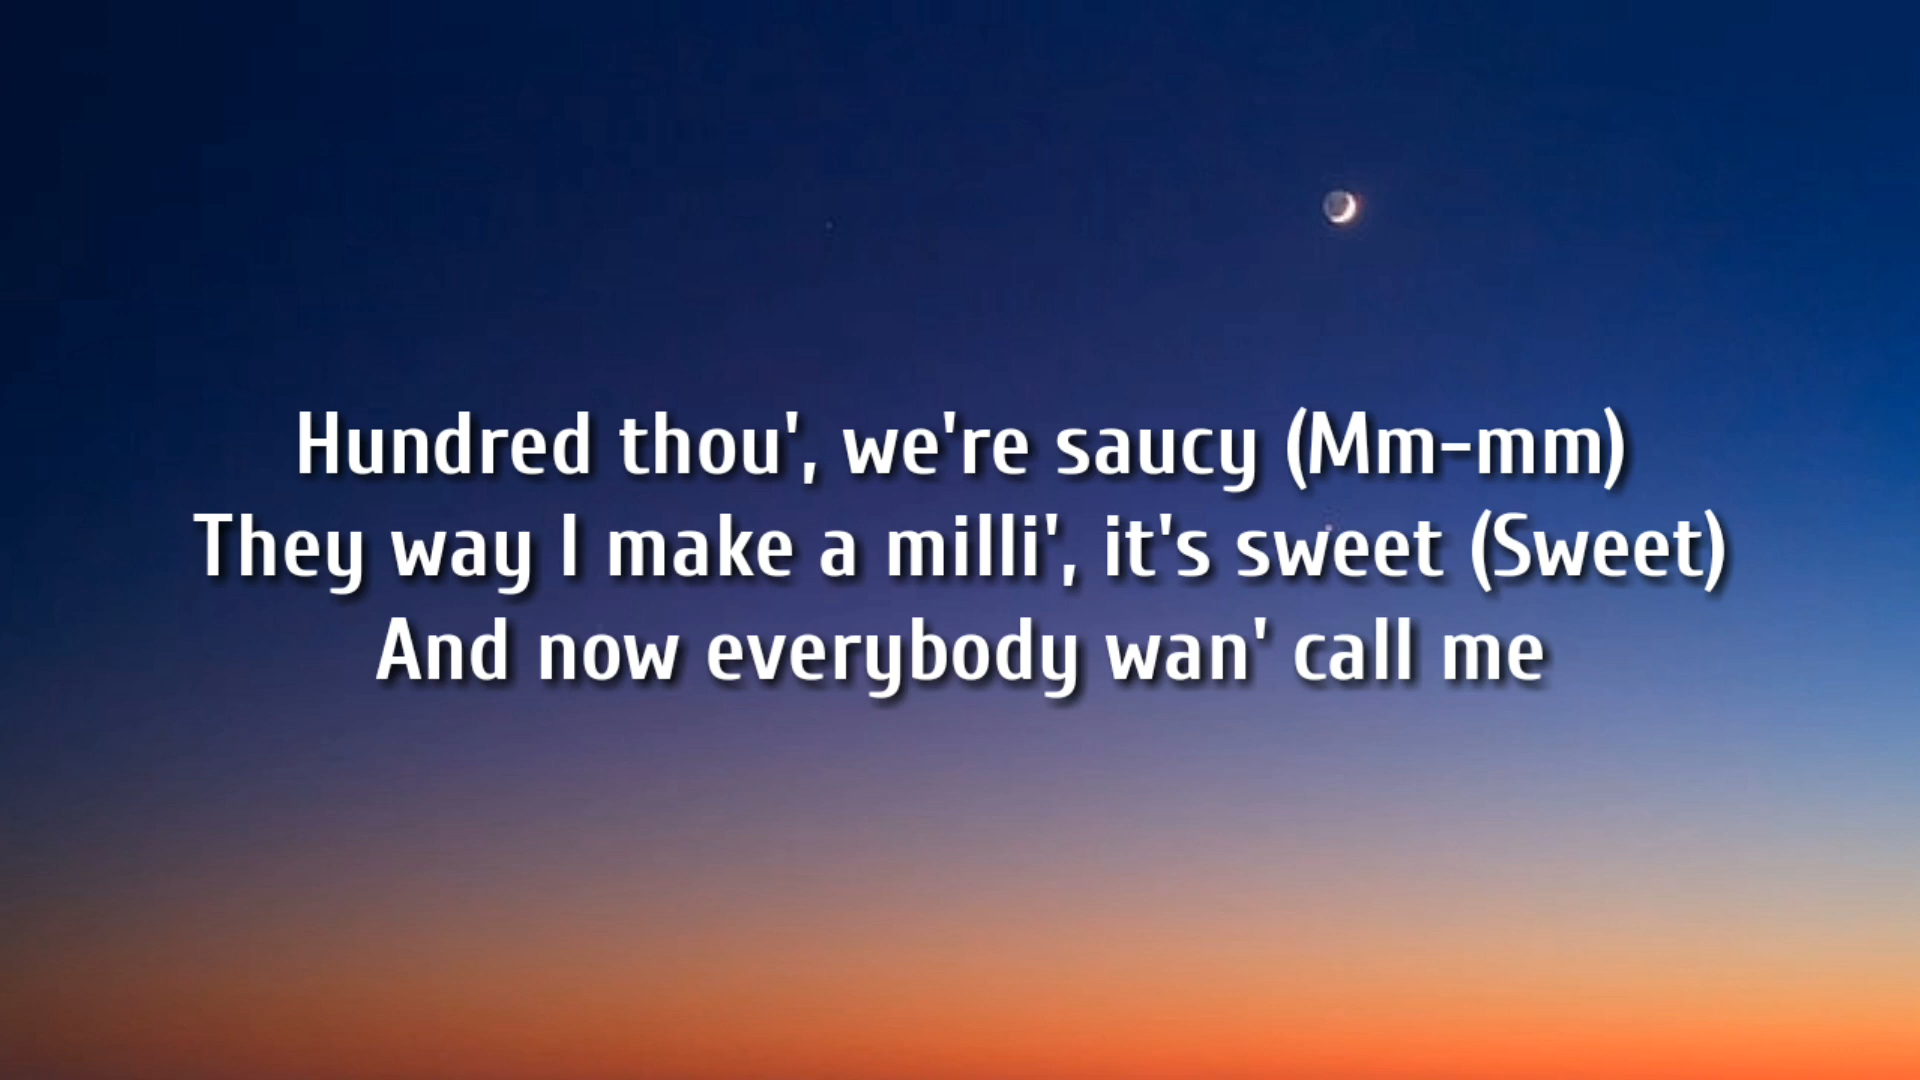 Hundred thou', we're saucy (Mm-mm)
They way I make a milli', it's sweet (Sweet)
And now everybody wan' call me